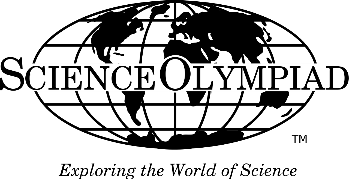 SCIENCE OLYMPIAD
TM
Exploring the World of Science